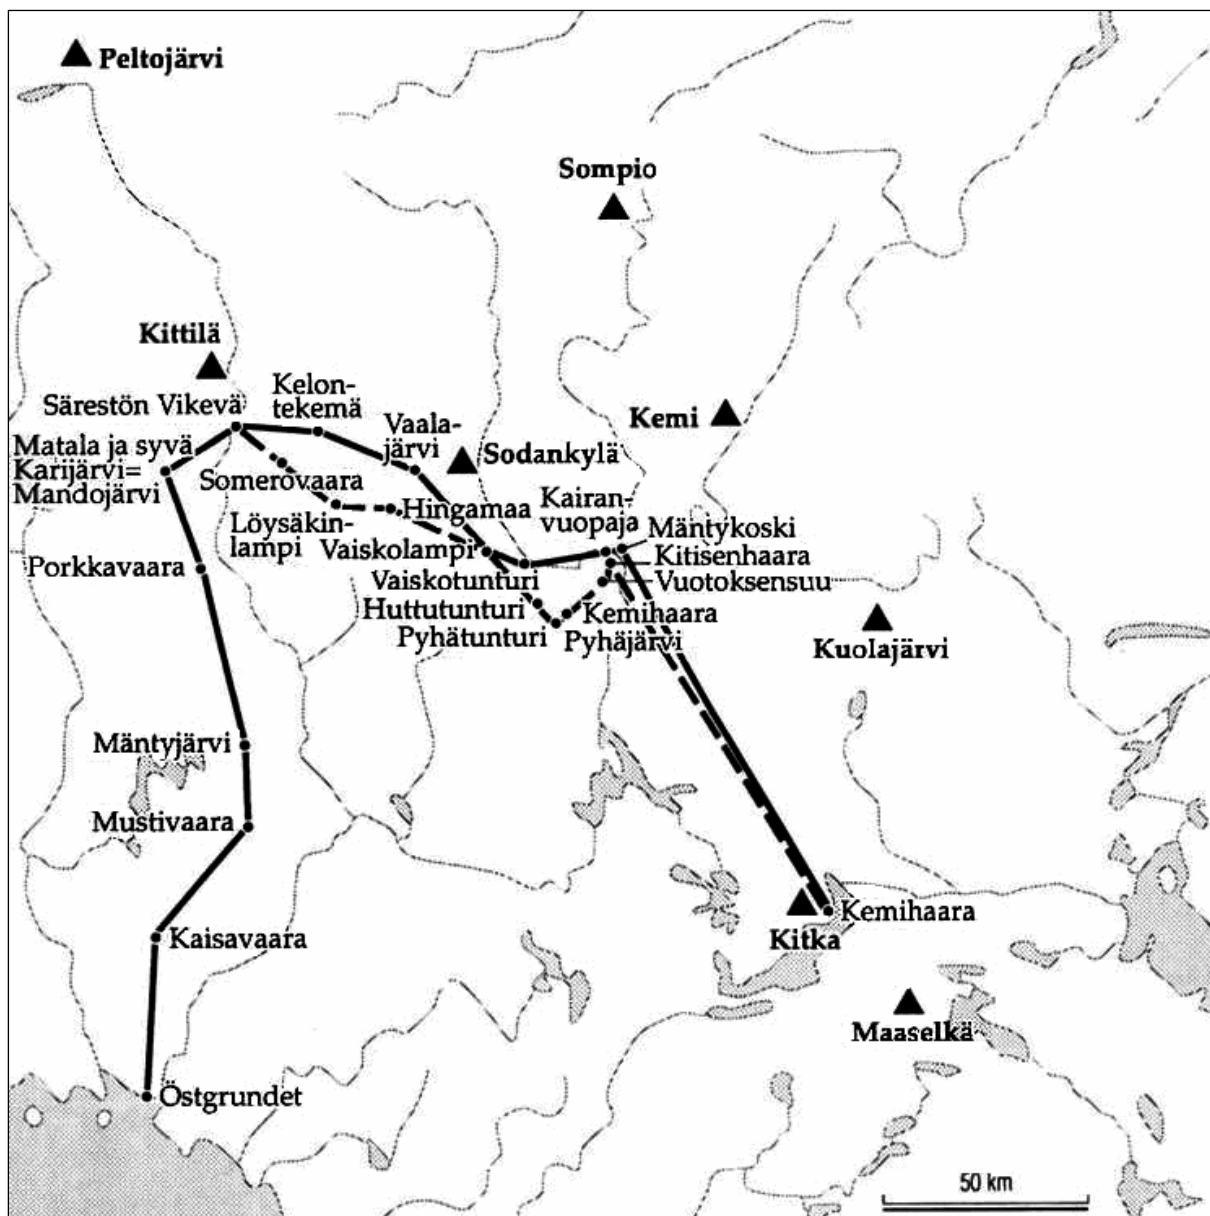 Peltojärvi
Sompio
Kittilä
Kelon-
tekemä
Särestön Vikevä
Vaala-
järvi
Kemi
Matala ja syvä
Karijärvi=
Mandojärvi
Sodankylä
Somerovaara
Kairan-
vuopaja
Hingamaa
Löysäkin-
lampi
Mäntykoski
Vaiskolampi
Kitisenhaara
Porkkavaara
Vaiskotunturi
Vuotoksensuu
Huttutunturi
Kemihaara
Pyhätunturi
Pyhäjärvi
Kuolajärvi
Mäntyjärvi
Mustivaara
Kemihaara
Kitka
Kaisavaara
Maaselkä
Östgrundet
50 km